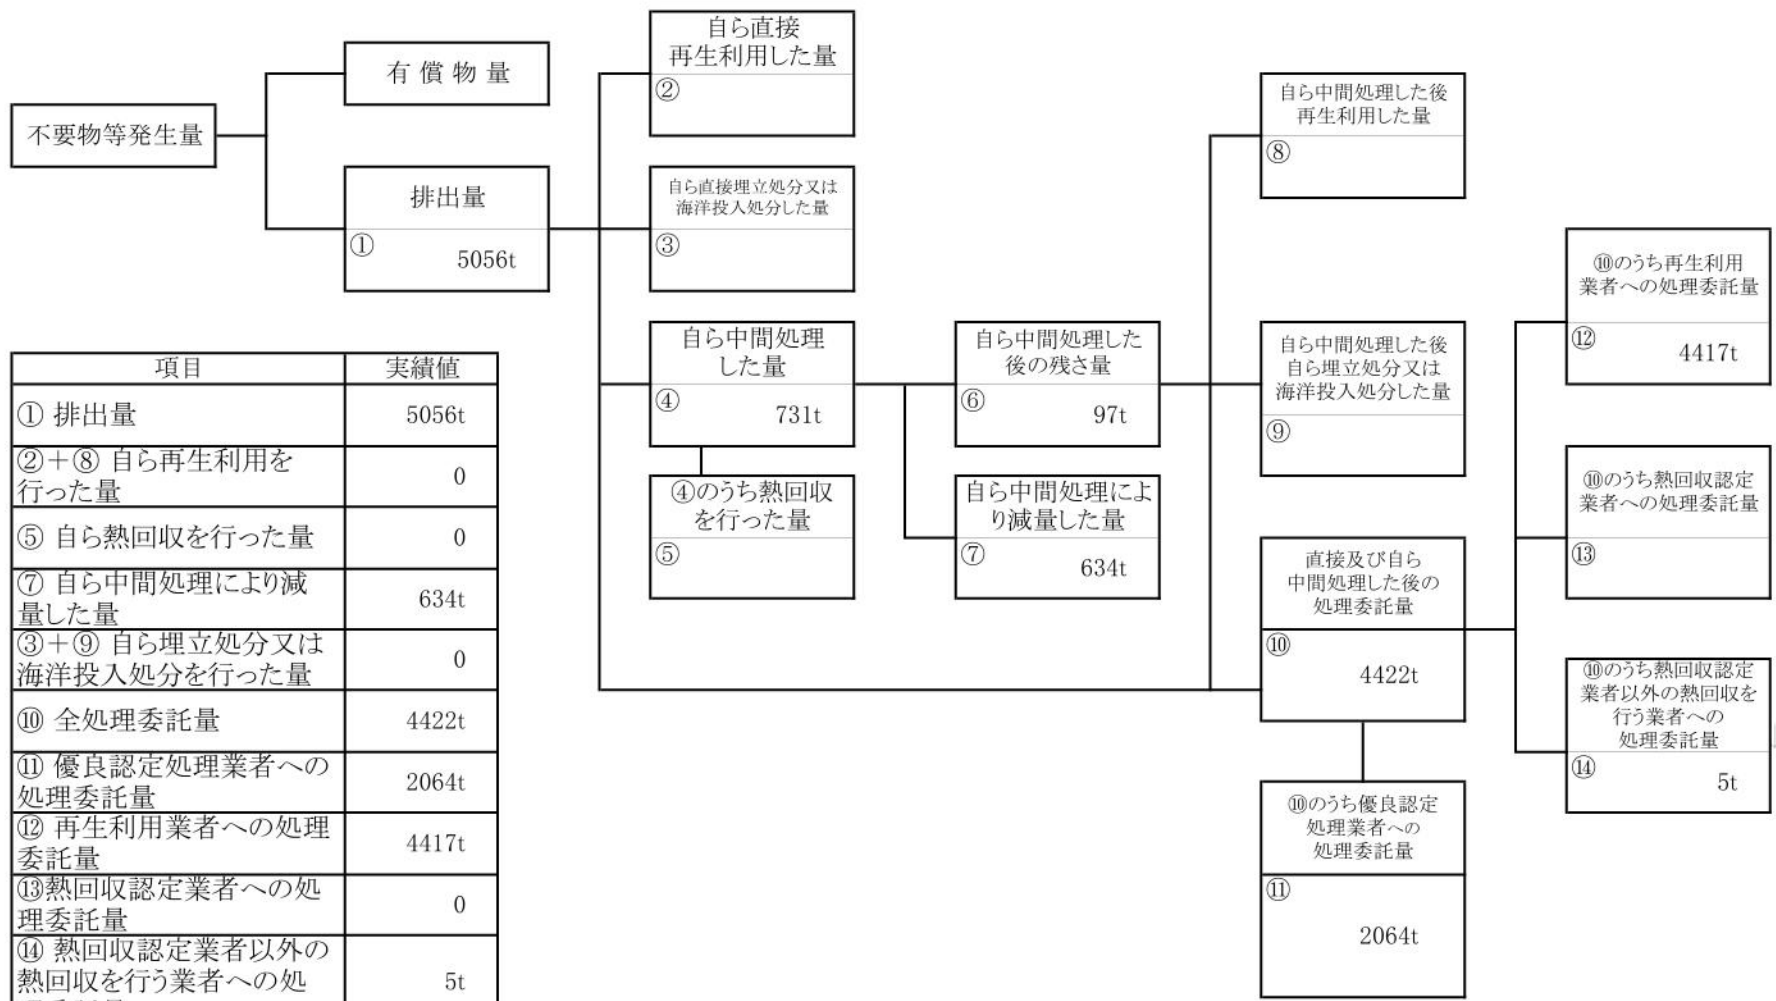 不要物等発生量
有償物量
排出量
①
5056t
自ら直接
再生利用した量
②
自ら直接埋立処分又は
海洋投入処分した量
③
自ら中間処理
した量
④
731t
④のうち熱回収
を行った量
⑤
自ら中間処理した
後の残さ量
⑥
97t
自ら中間処理によ
り減量した量
⑦
634t
自ら中間処理した後
再生利用した量
⑧
自ら中間処理した後
自ら埋立処分又は
海洋投入処分した量
⑨
直接及び自ら
中間処理した後の
処理委託量
⑩
4422t
⑩のうち優良認定
処理業者への
処理委託量
⑪
2064t
⑩のうち再生利用
業者への処理委託量
⑫
4417t
⑩のうち熱回収認定
業者への処理委託量
⑬
⑩のうち熱回収認定
業者以外の熱回収を
行う業者への
処理委託量
⑭
5t
項目 実績値
① 排出量 5056t
②＋⑧ 自ら再生利用を
行った量 0
⑤ 自ら熱回収を行った量 0
⑦ 自ら中間処理により減
量した量 634t
③＋⑨ 自ら埋立処分又は
海洋投入処分を行った量 0
⑩ 全処理委託量 4422t
⑪ 優良認定処理業者への
処理委託量 2064t
⑫ 再生利用業者への処理
委託量 4417t
⑬熱回収認定業者への処
理委託量 0
⑭ 熱回収認定業者以外の
熱回収を行う業者への処 5t